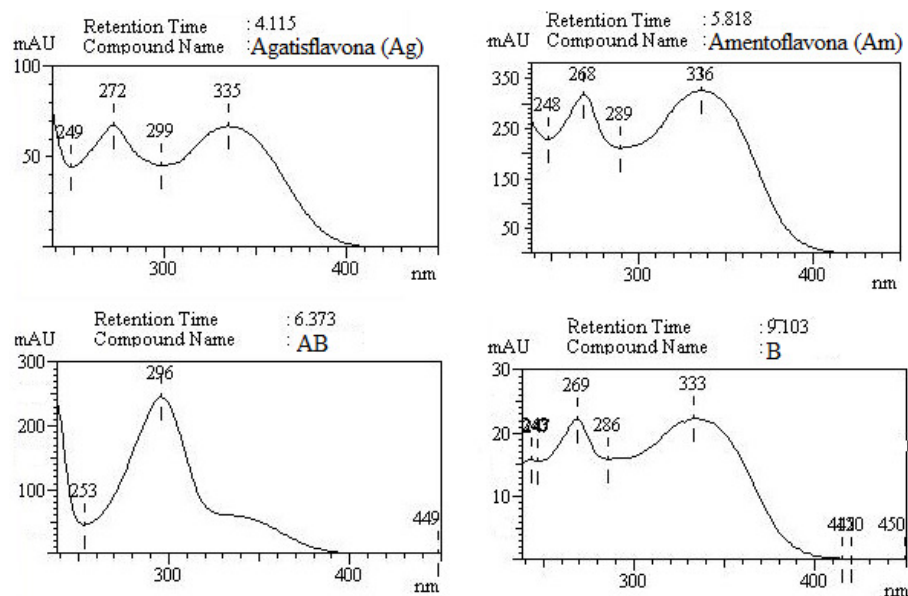 Retention Time : 4.115
mAU Compound Name : Agatisflavona (Ag)
100
272 335
249 299
50
300 400
nm
Retention Time : 5.818
mAU Compound Name : Amentoflavona (Am)
350
268 336
248 289
250
150
50
300 400
nm
Retention Time : 6.373
mAU Compound Name : AB
300
296
200
100
253 449
300 400
nm
Retention Time : 9.103
mAU Compound Name : B
30
269 333
20
286
10
450
300 400
nm